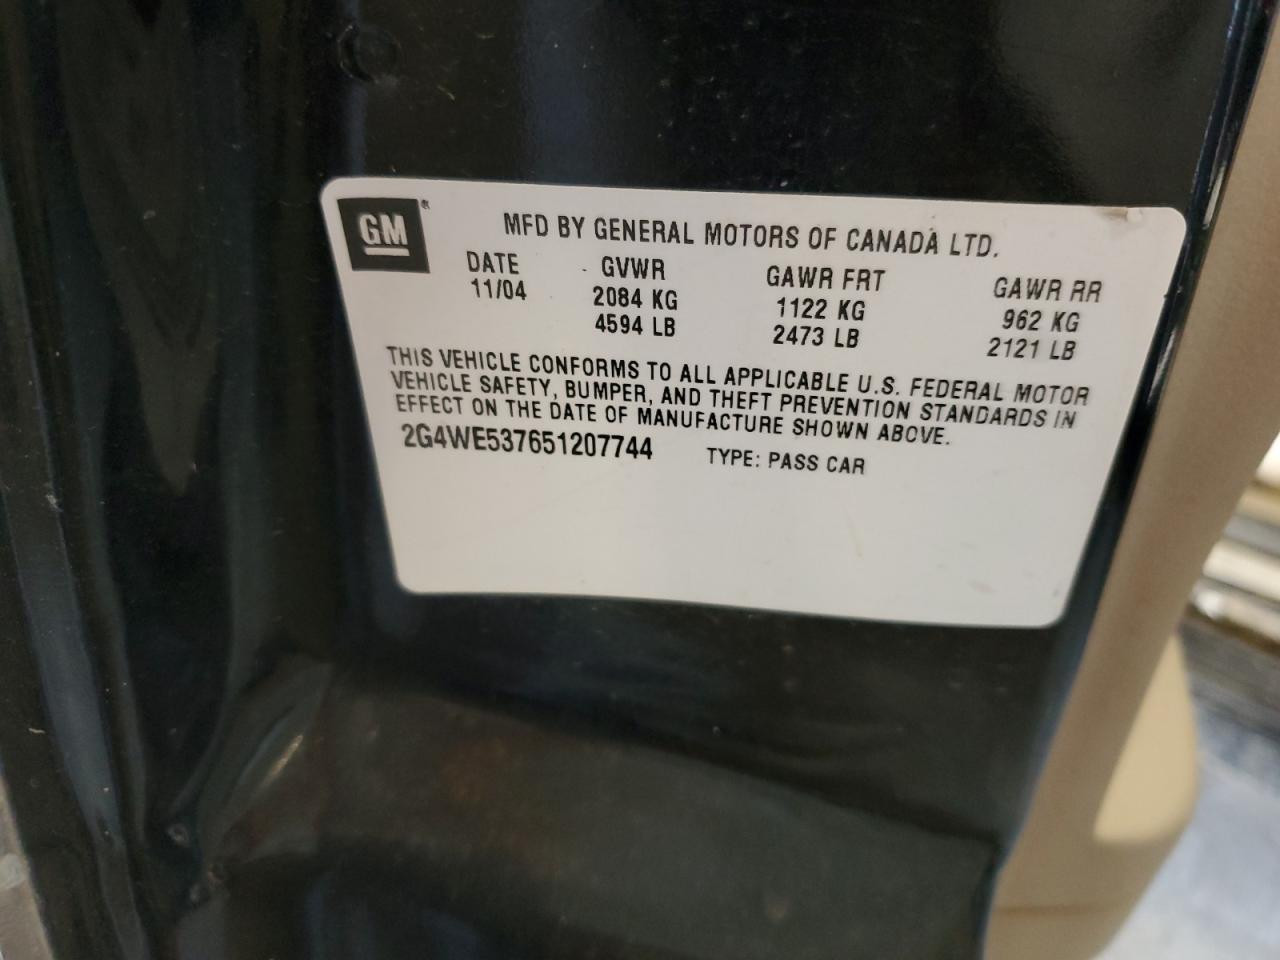 GM®
MFD BY GENERAL MOTORS OF CANADA LTD.
DATE GVWR GAWR FRT GAWR RR
11/04 2084 KG 1122 KG 962 KG
4594 LB 2473 LB 2121 LB
THIS VEHICLE CONFORMS TO ALL APPLICABLE U.S. FEDERAL MOTOR
VEHICLE SAFETY, BUMPER, AND THEFT PREVENTION STANDARDS IN
EFFECT ON THE DATE OF MANUFACTURE SHOWN ABOVE.
2G4WE537651207744 TYPE: PASS CAR